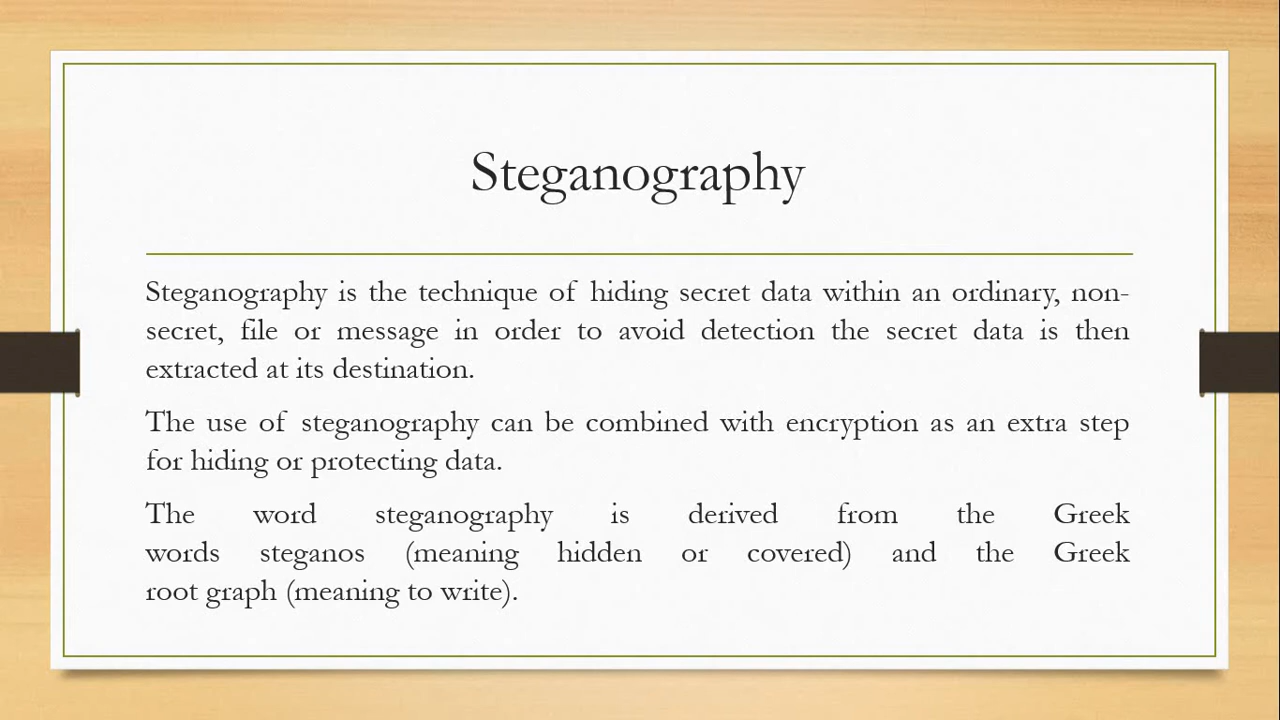 Steganography
Steganography is the technique of hiding secret data within an ordinary, non-
secret, file or message in order to avoid detection the secret data is then
extracted at its destination.
The use of steganography can be combined with encryption as an extra step
for hiding or protecting data.
The word steganography is derived from the Greek
words steganos (meaning hidden or covered) and the Greek
root graph (meaning to write).